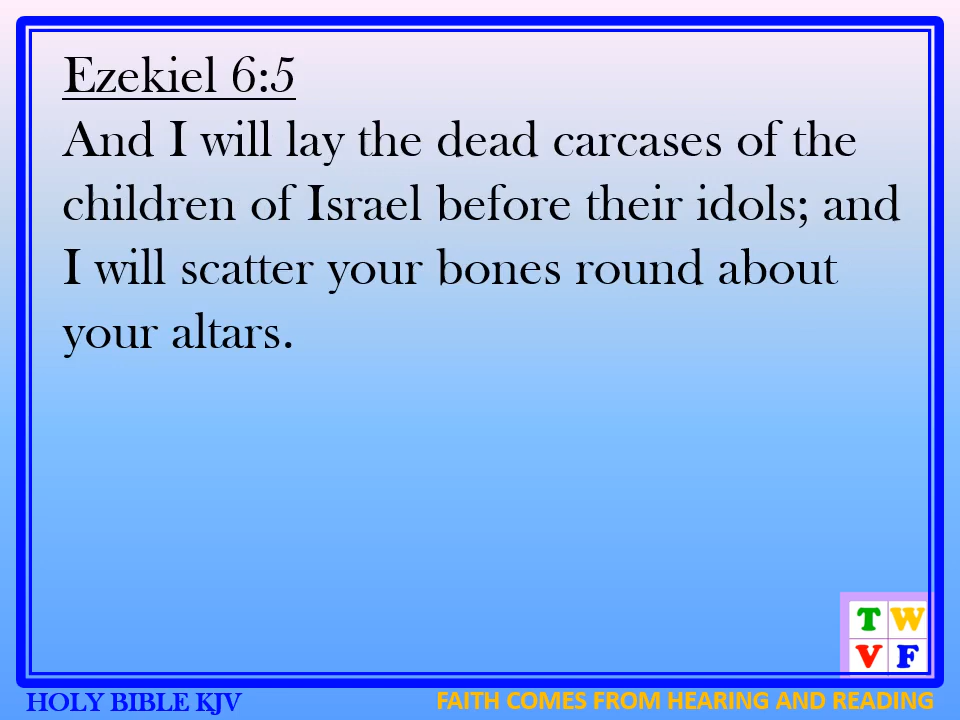 Ezekiel 6:5
And I will lay the dead carcases of the
children of Israel before their idols; and
I will scatter your bones round about
your altars.
T W
V F
HOLY BIBLE KJV
FAITH COMES FROM HEARING AND READING